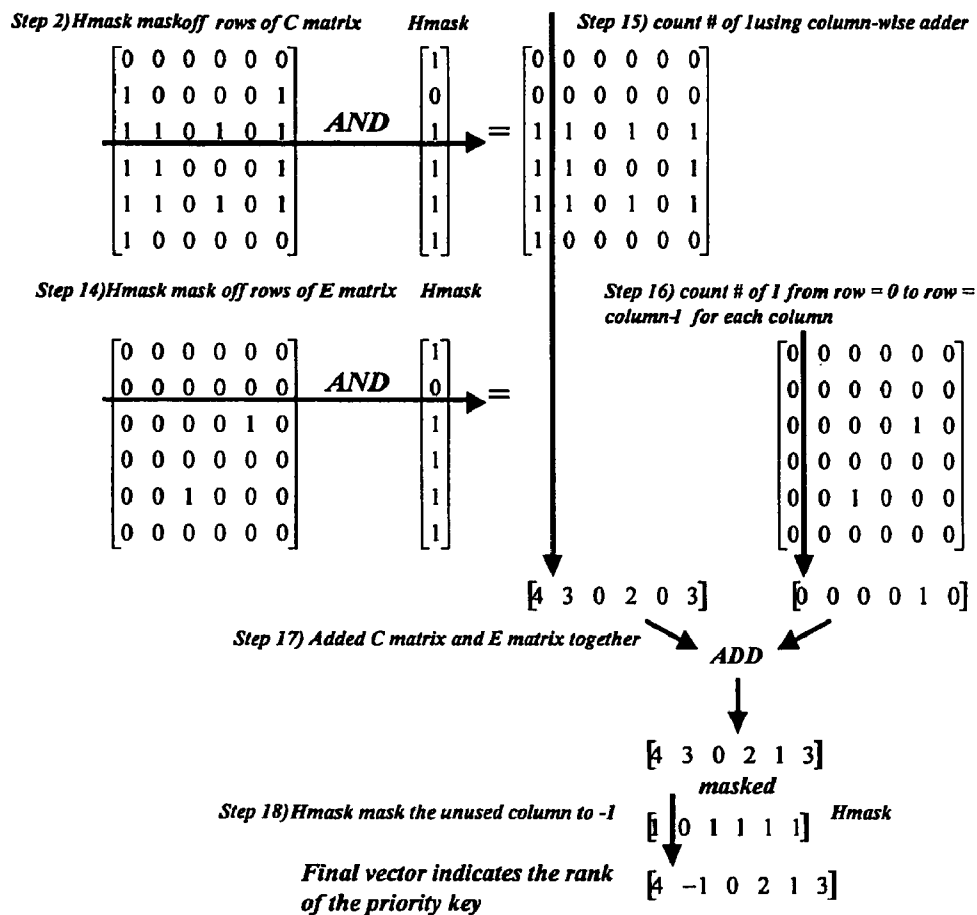 Step 2)Hmask maskoff rows of C matrix Hmask Step 15) count # of 1using column-wise adder
0 0 0 0 0 0 1 0 0 0 0 0 0
1 0 0 0 0 1 0 0 0 0 0 0 0
1 1 0 1 0 1 AND 1 = 1 1 0 1 0 1
1 1 0 0 0 1 1 1 1 0 0 0 1
1 1 0 1 0 1 1 1 1 0 1 0 1
1 0 0 0 0 0 1 1 0 0 0 0 0
Step 14)Hmask mask off rows of E matrix Hmask Step 16) count # of 1 from row = 0 to row =
column-1 for each column
0 0 0 0 0 0 1 0 0 0 0 0 0
0 0 0 0 0 0 AND 0 = 0 0 0 0 0 0
0 0 0 0 1 0 1 0 0 0 0 1 0
0 0 0 0 0 0 1 0 0 0 0 0 0
0 0 1 0 0 0 1 0 0 1 0 0 0
0 0 0 0 0 0 1 0 0 0 0 0 0
[4 3 0 2 0 3] [0 0 0 0 1 0]
Step 17) Added C matrix and E matrix together
ADD
[4 3 0 2 1 3]
masked
Step 18)Hmask mask the unused column to -1 [1 0 1 1 1 1] Hmask
Final vector indicates the rank [4 -1 0 2 1 3]
of the priority key